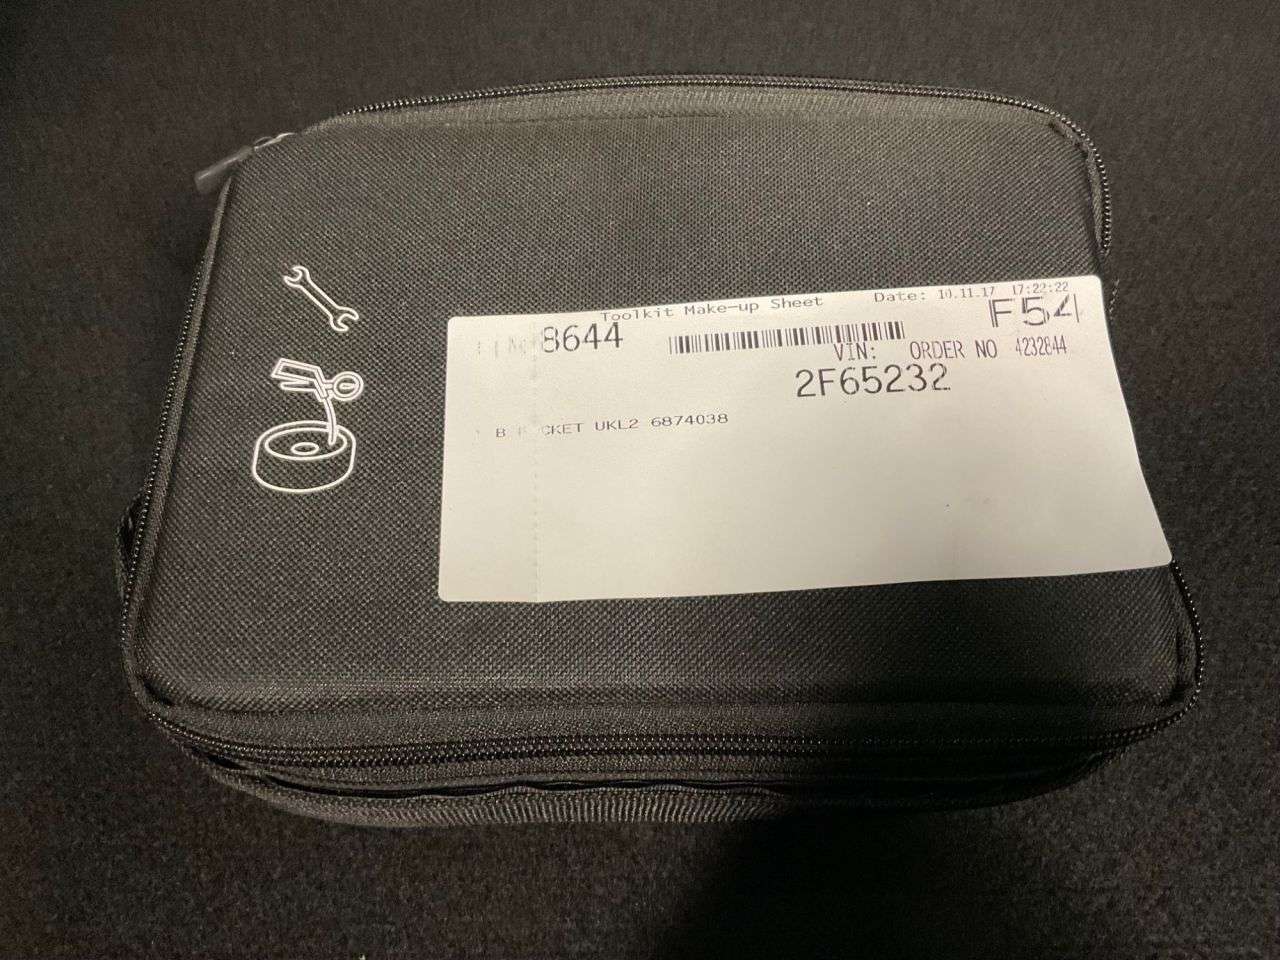 Toolkit Make-up Sheet Date: 10.11.17 17:22:22
8644 F54
VIN: ORDER NO 4232844
2F65232
UKL2 6874038